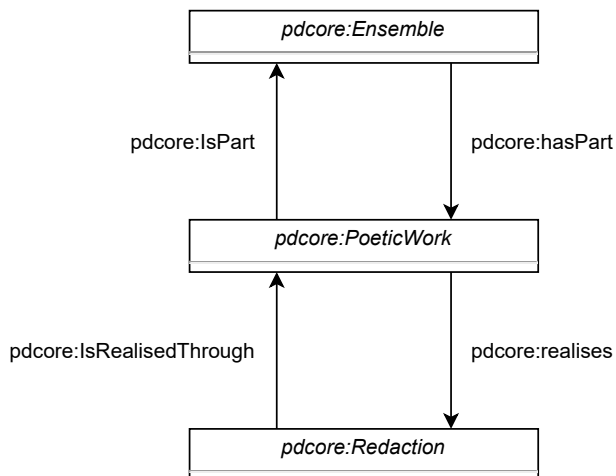 pdcore:Ensemble
pdcore:IsPart
pdcore:hasPart
pdcore:PoeticWork
pdcore:IsRealisedThrough
pdcore:realises
pdcore:Redaction